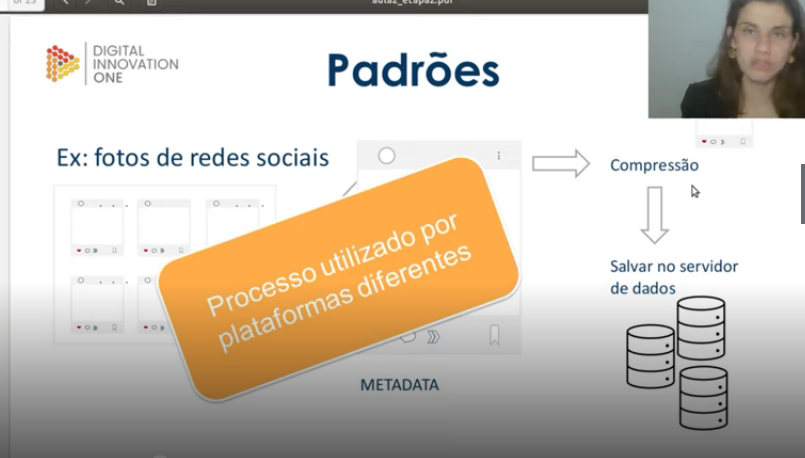 aula2_etapa2.pdf
DIGITAL
INNOVATION
ONE
Padrões
Ex: fotos de redes sociais
Compressão
Processo utilizado por
plataformas diferentes
Salvar no servidor
de dados
METADATA